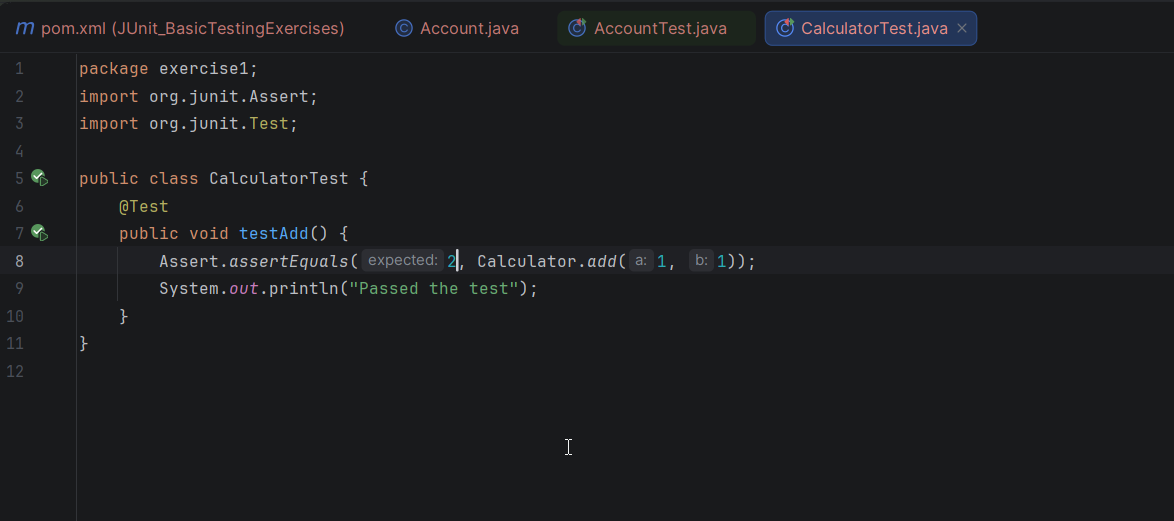 m pom.xml (JUnit_BasicTestingExercises) C Account.java C AccountTest.java C CalculatorTest.java
1 package exercise1;
2 import org.junit.Assert;
3 import org.junit.Test;
4
5 public class CalculatorTest {
6 @Test
7 public void testAdd() {
8 Assert.assertEquals( expected: 2, Calculator.add( a: 1, b: 1));
9 System.out.println("Passed the test");
10 }
11 }
12